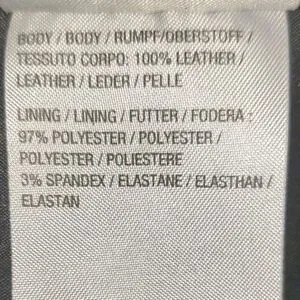 BODY / BODY / RUMPF/OBERSTOFF /
TESSUTO CORPO: 100% LEATHER /
LEATHER / LEDER / PELLE
LINING / LINING / FUTTER / FODERA :
97% POLYESTER / POLYESTER /
POLYESTER / POLIESTERE
3% SPANDEX / ELASTANE / ELASTHAN /
ELASTAN